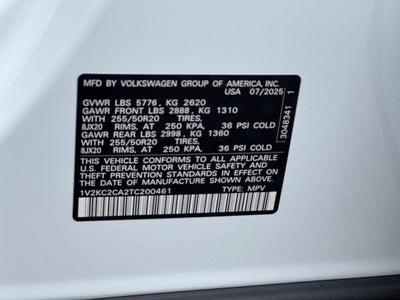 MFD BY VOLKSWAGEN GROUP OF AMERICA, INC.
USA 07/2025
GVWR LBS 5776, KG 2620
GAWR FRONT LBS 2888, KG 1310
WITH 255/50R20 TIRES,
8JX20 RIMS, AT 250 KPA, 36 PSI COLD
GAWR REAR LBS 2998, KG 1360
WITH 255/50R20 TIRES,
8JX20 RIMS, AT 250 KPA, 36 PSI COLD
THIS VEHICLE CONFORMS TO ALL APPLICABLE
U.S. FEDERAL MOTOR VEHICLE SAFETY AND
THEFT PREVENTION STANDARDS IN EFFECT ON
THE DATE OF MANUFACTURE SHOWN ABOVE.
1V2KC2CA2TC200461 TYPE: MPV
3048341 1